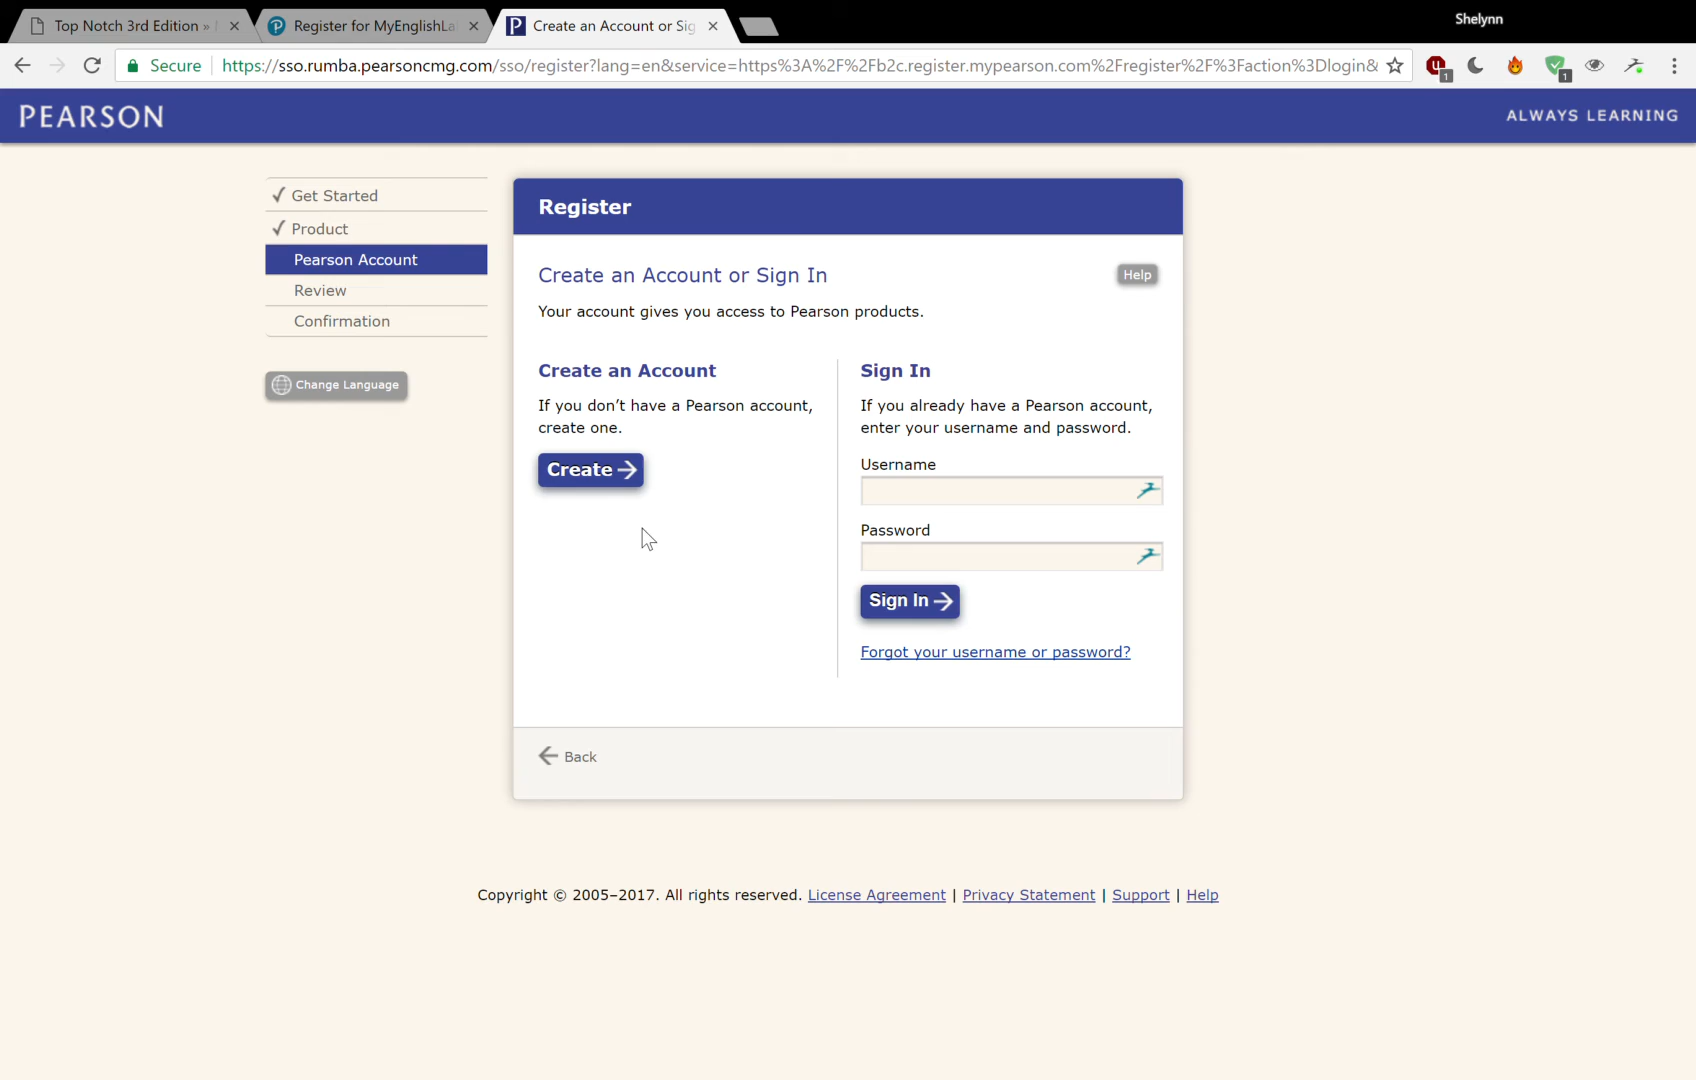 Shelynn
Top Notch 3rd Edition »
Register for MyEnglishLa
Create an Account or Sig
Secure
https://sso.rumba.pearsoncmg.com/sso/register?lang=en&service=https%3A%2F%2Fb2c.register.mypearson.com%2Fregister%2F%3Faction%3Dlogin&
1
1
PEARSON
ALWAYS LEARNING
Get Started
Product
Pearson Account
Review
Confirmation
Change Language
Register
Create an Account or Sign In
Help
Your account gives you access to Pearson products.
Create an Account
If you don’t have a Pearson account,
create one.
Create
Sign In
If you already have a Pearson account,
enter your username and password.
Username
Password
Sign In
Forgot your username or password?
Back
Copyright © 2005–2017. All rights reserved. License Agreement | Privacy Statement | Support | Help